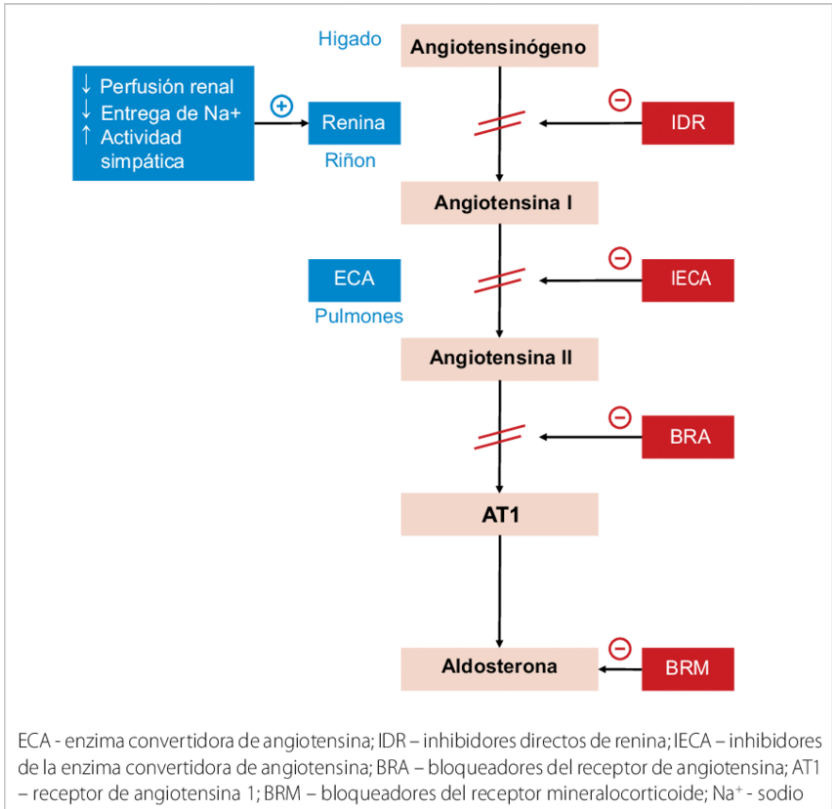 Higado
Angiotensinógeno
↓ Perfusión renal
↓ Entrega de Na+
↑ Actividad
simpática
+
Renina
Riñon
−
IDR
Angiotensina I
ECA
Pulmones
−
IECA
Angiotensina II
−
BRA
AT1
Aldosterona
−
BRM
ECA - enzima convertidora de angiotensina; IDR – inhibidores directos de renina; IECA – inhibidores
de la enzima convertidora de angiotensina; BRA – bloqueadores del receptor de angiotensina; AT1
– receptor de angiotensina 1; BRM – bloqueadores del receptor mineralocorticoide; Na⁺ - sodio